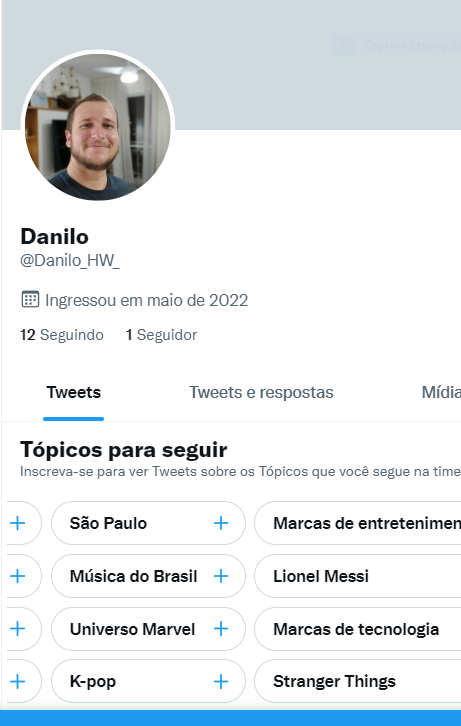 Captura Retangula
Danilo
@Danilo_HW_
Ingressou em maio de 2022
12 Seguindo 1 Seguidor
Tweets Tweets e respostas Mídia
Tópicos para seguir
Inscreva-se para ver Tweets sobre os Tópicos que você segue na time
+ São Paulo + Marcas de entretenimen
+ Música do Brasil + Lionel Messi
+ Universo Marvel + Marcas de tecnologia
+ K-pop + Stranger Things